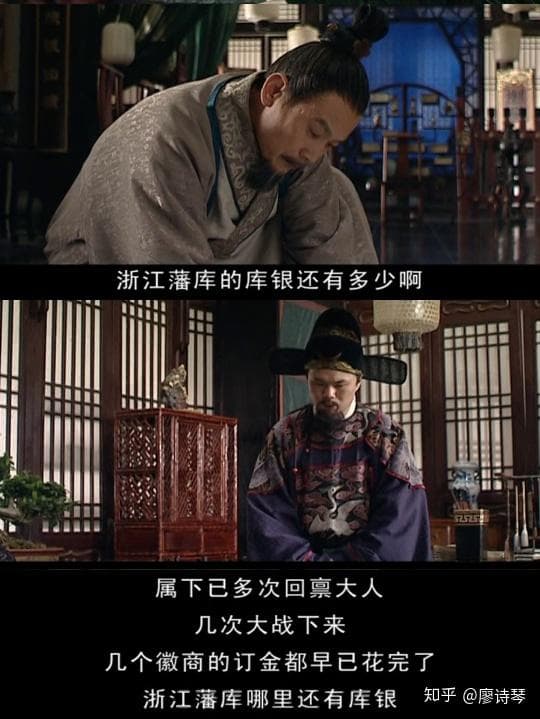 浙江藩库的库银还有多少啊
属下已多次回禀大人
几次大战下来
几个徽商的订金都早已花完了
浙江藩库哪里还有库银
知乎 @廖诗琴